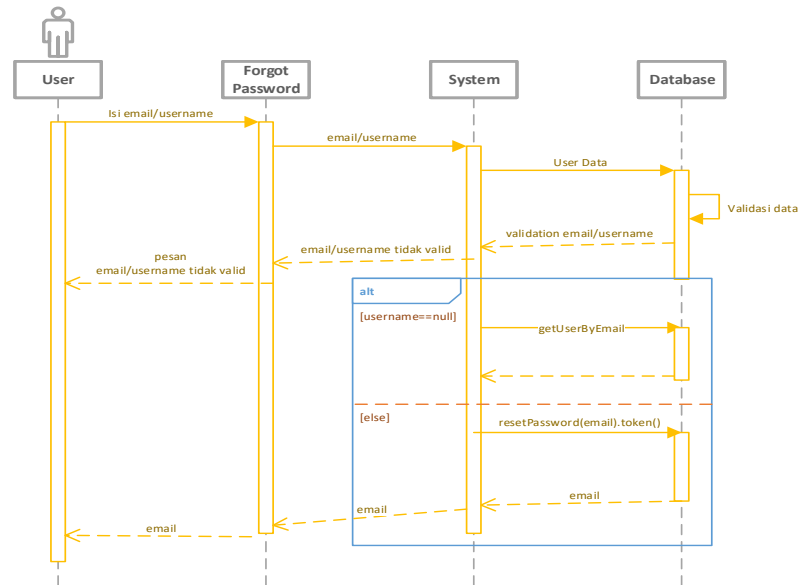 User
Forgot
Password
System
Database
Isi email/username
email/username
User Data
Validasi data
validation email/username
email/username tidak valid
pesan
email/username tidak valid
alt
[username==null]
getUserByEmail
[else]
resetPassword(email).token()
email
email
email